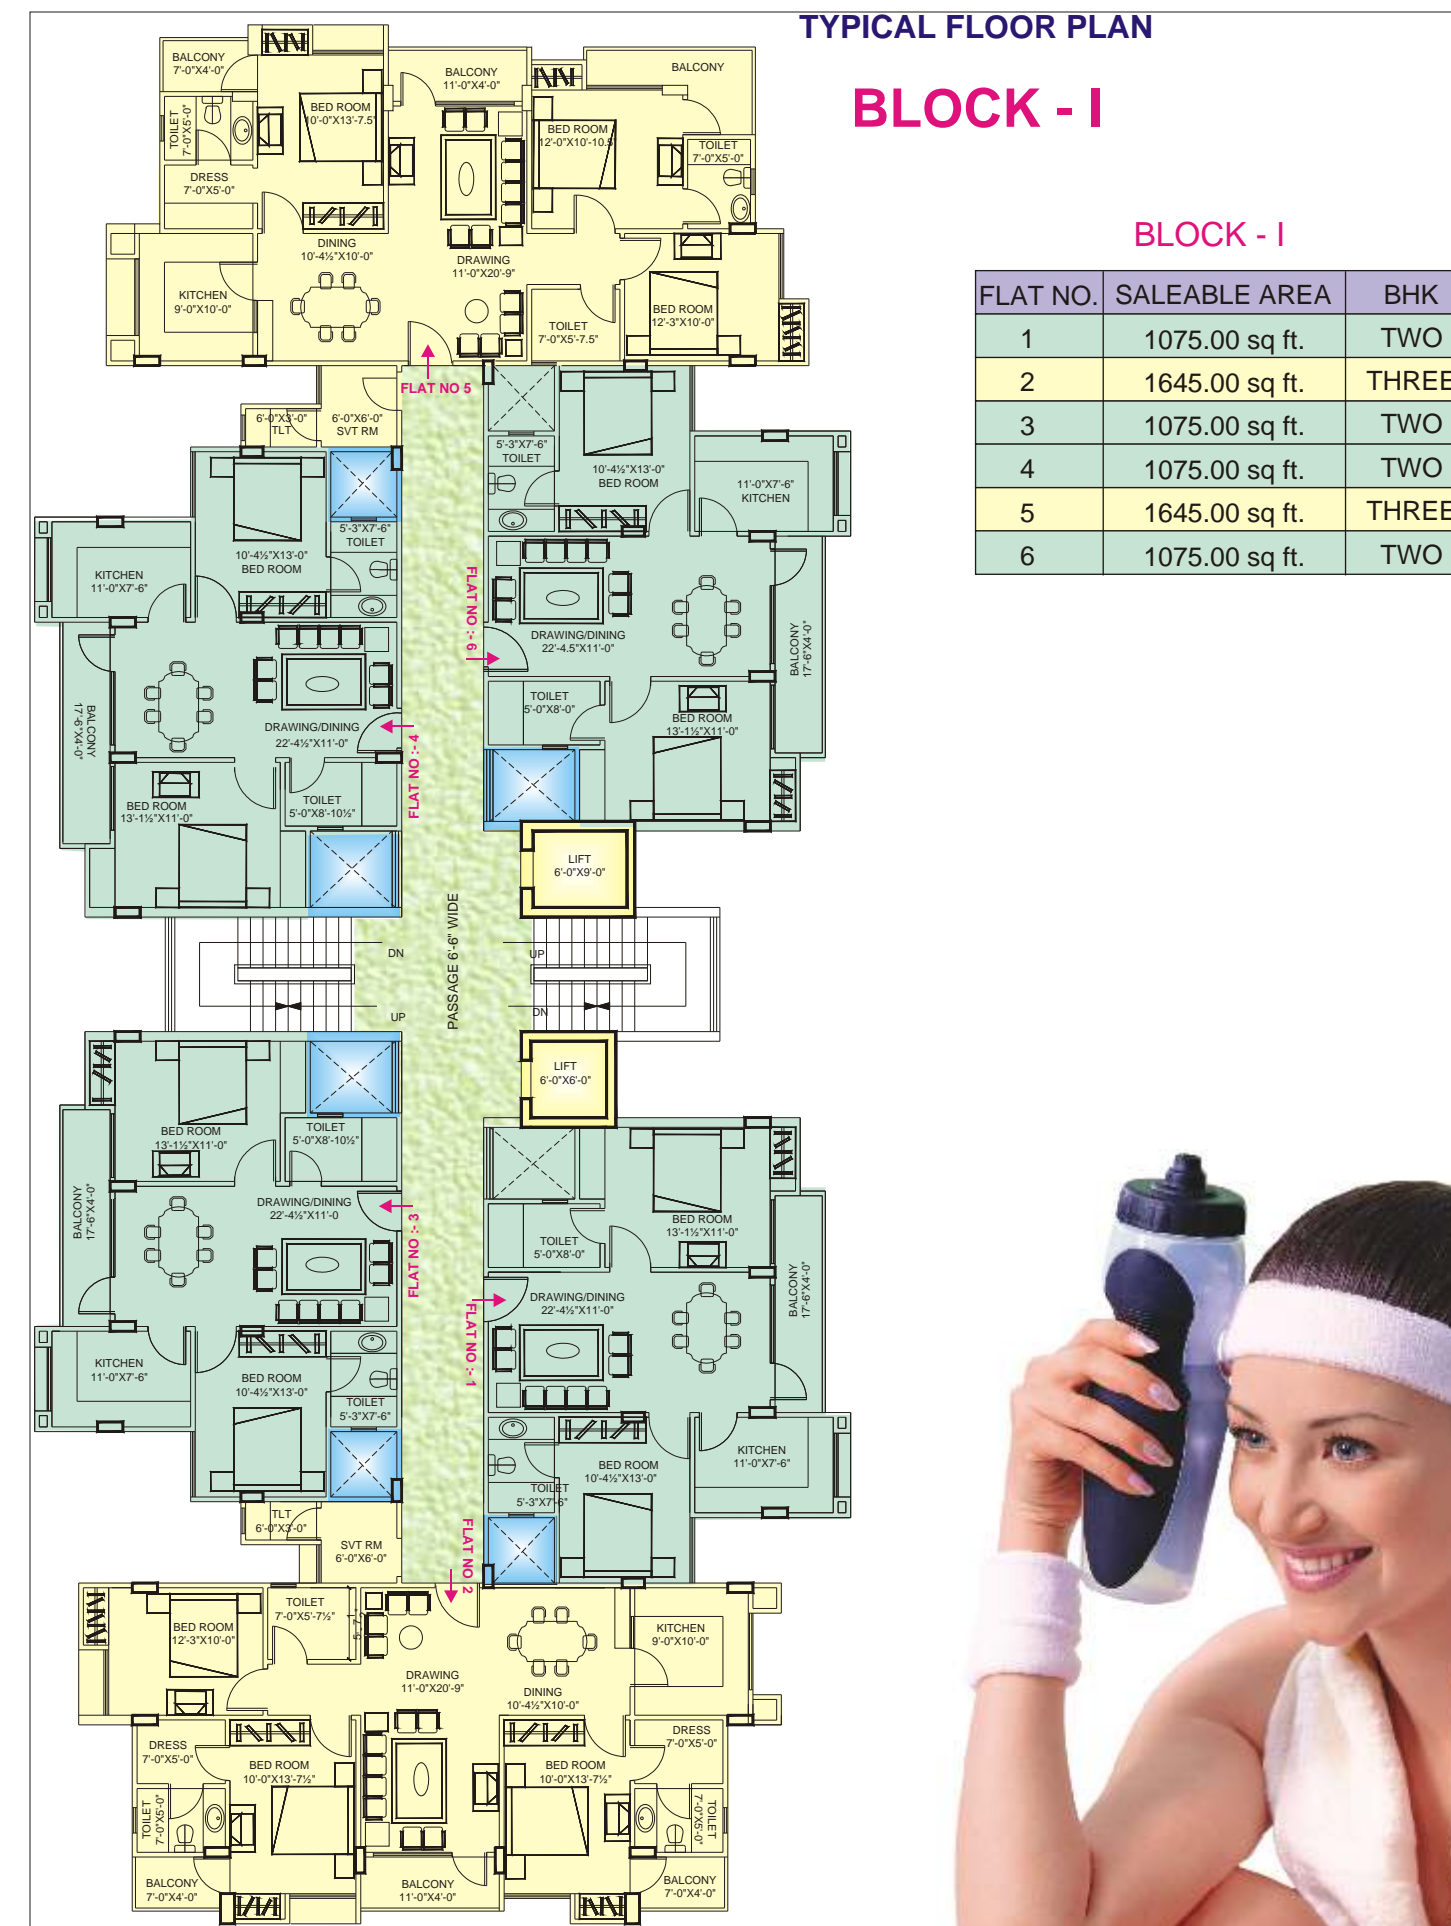 TYPICAL FLOOR PLAN
BLOCK - I
BLOCK - I
FLAT NO. SALEABLE AREA BHK
1 1075.00 sq ft. TWO
2 1645.00 sq ft. THREE
3 1075.00 sq ft. TWO
4 1075.00 sq ft. TWO
5 1645.00 sq ft. THREE
6 1075.00 sq ft. TWO
BALCONY
7'-0"X4'-0"
BALCONY
11'-0"X4'-0"
BALCONY
TOILET
7'-0"X5'-0"
BED ROOM
10'-0"X13'-7.5"
BED ROOM
12'-0"X10'-10.5"
TOILET
7'-0"X5'-0"
DRESS
7'-0"X5'-0"
DINING
10'-4½"X10'-0"
DRAWING
11'-0"X20'-9"
KITCHEN
9'-0"X10'-0"
TOILET
7'-0"X5'-7.5"
BED ROOM
12'-3"X10'-0"
FLAT NO 5
6'-0"X3'-0"
TLT
6'-0"X6'-0"
SVT RM
5'-3"X7'-6"
TOILET
10'-4½"X13'-0"
BED ROOM
11'-0"X7'-6"
KITCHEN
5'-3"X7'-6"
TOILET
10'-4½"X13'-0"
BED ROOM
KITCHEN
11'-0"X7'-6"
FLAT NO :- 6
DRAWING/DINING
22'-4.5"X11'-0"
BALCONY
17'-6"X4'-0"
TOILET
5'-0"X8'-0"
BED ROOM
13'-1½"X11'-0"
BALCONY
17'-6"X4'-0"
DRAWING/DINING
22'-4½"X11'-0"
FLAT NO :- 4
BED ROOM
13'-1½"X11'-0"
TOILET
5'-0"X8'-10½"
LIFT
6'-0"X9'-0"
PASSAGE 6'-6" WIDE
DN
UP
UP
DN
LIFT
6'-0"X6'-0"
BED ROOM
13'-1½"X11'-0"
TOILET
5'-0"X8'-10½"
BALCONY
17'-6"X4'-0"
DRAWING/DINING
22'-4½"X11'-0
FLAT NO :- 3
TOILET
5'-0"X8'-0"
BED ROOM
13'-1½"X11'-0"
DRAWING/DINING
22'-4½"X11'-0"
BALCONY
17'-6"X4'-0"
FLAT NO :- 1
KITCHEN
11'-0"X7'-6"
BED ROOM
10'-4½"X13'-0"
TOILET
5'-3"X7'-6"
BED ROOM
10'-4½"X13'-0"
KITCHEN
11'-0"X7'-6"
TOILET
5'-3"X7'-6"
TLT
6'-0"X3'-0"
SVT RM
6'-0"X6'-0"
FLAT NO 2
BED ROOM
12'-3"X10'-0"
TOILET
7'-0"X5'-7½"
KITCHEN
9'-0"X10'-0"
DRAWING
11'-0"X20'-9"
DINING
10'-4½"X10'-0"
DRESS
7'-0"X5'-0"
BED ROOM
10'-0"X13'-7½"
BED ROOM
10'-0"X13'-7½"
DRESS
7'-0"X5'-0"
TOILET
7'-0"X5'-0"
TOILET
7'-0"X5'-0"
BALCONY
7'-0"X4'-0"
BALCONY
11'-0"X4'-0"
BALCONY
7'-0"X4'-0"